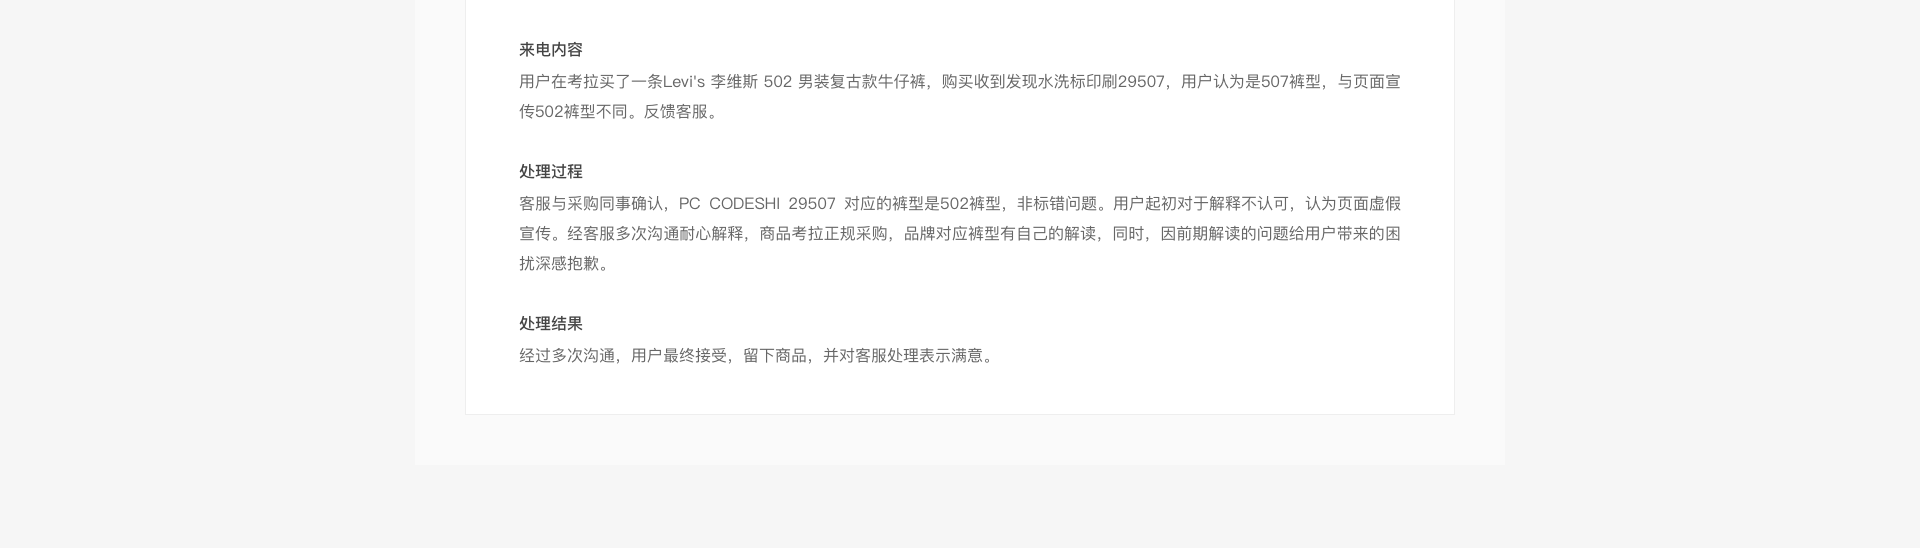 来电内容
用户在考拉买了一条Levi's 李维斯 502 男装复古款牛仔裤，购买收到发现水洗标印刷29507，用户认为是507裤型，与页面宣
传502裤型不同。反馈客服。
处理过程
客服与采购同事确认，PC CODESHI 29507 对应的裤型是502裤型，非标错问题。用户起初对于解释不认可，认为页面虚假
宣传。经客服多次沟通耐心解释，商品考拉正规采购，品牌对应裤型有自己的解读，同时，因前期解读的问题给用户带来的困
扰深感抱歉。
处理结果
经过多次沟通，用户最终接受，留下商品，并对客服处理表示满意。